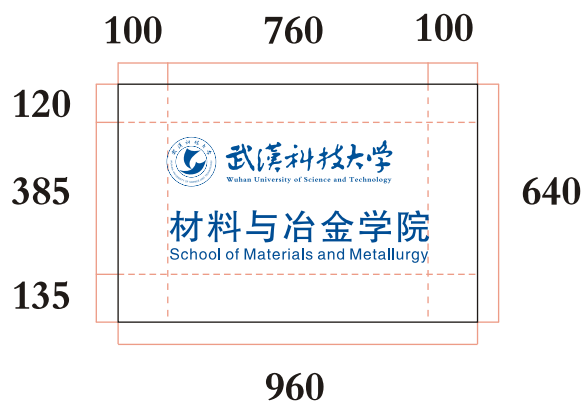 100 760 100
120
武漢科技大学
Wuhan University of Science and Technology
385
640
材料与冶金学院
School of Materials and Metallurgy
135
960